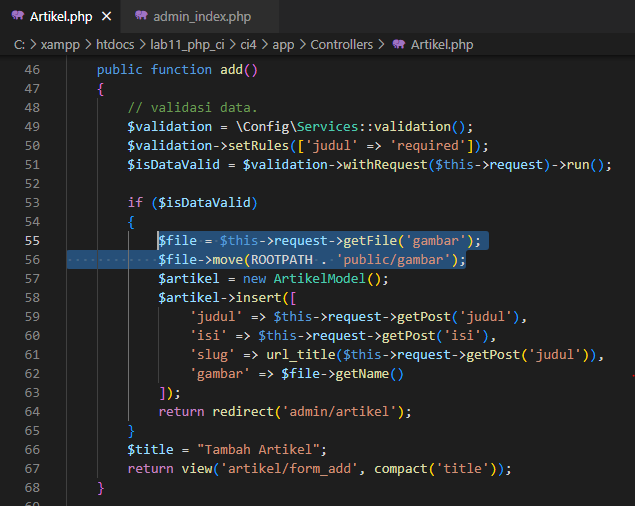 Artikel.php × admin_index.php
C: > xampp > htdocs > lab11_php_ci > ci4 > app > Controllers > Artikel.php
46 public function add()
47 {
48 // validasi data.
49 $validation = \Config\Services::validation();
50 $validation->setRules(['judul' => 'required']);
51 $isDataValid = $validation->withRequest($this->request)->run();
52
53 if ($isDataValid)
54 {
55 $file = $this->request->getFile('gambar');
56 $file->move(ROOTPATH . 'public/gambar');
57 $artikel = new ArtikelModel();
58 $artikel->insert([
59 'judul' => $this->request->getPost('judul'),
60 'isi' => $this->request->getPost('isi'),
61 'slug' => url_title($this->request->getPost('judul')),
62 'gambar' => $file->getName()
63 ]);
64 return redirect('admin/artikel');
65 }
66 $title = "Tambah Artikel";
67 return view('artikel/form_add', compact('title'));
68 }